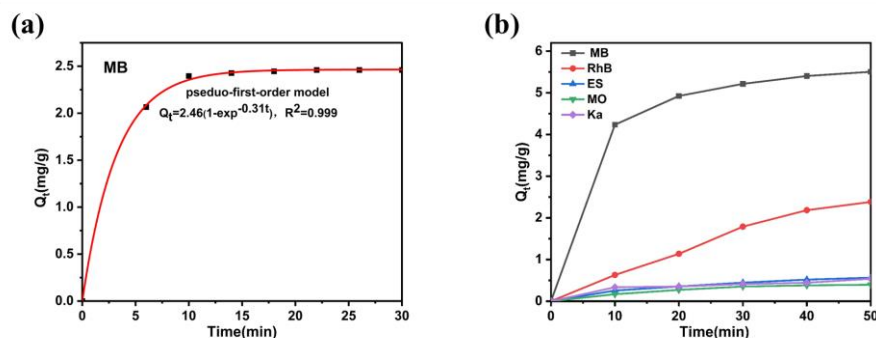 (a)
MB
pseduo-first-order model
Qt=2.46(1-exp-0.31t), R2=0.999
Qt(mg/g)
2.5
2.0
1.5
1.0
0.5
0.0
0 5 10 15 20 25 30
Time(min)
(b)
MB
RhB
ES
MO
Ka
Qt(mg/g)
6
5
4
3
2
1
0
0 10 20 30 40 50
Time(min)